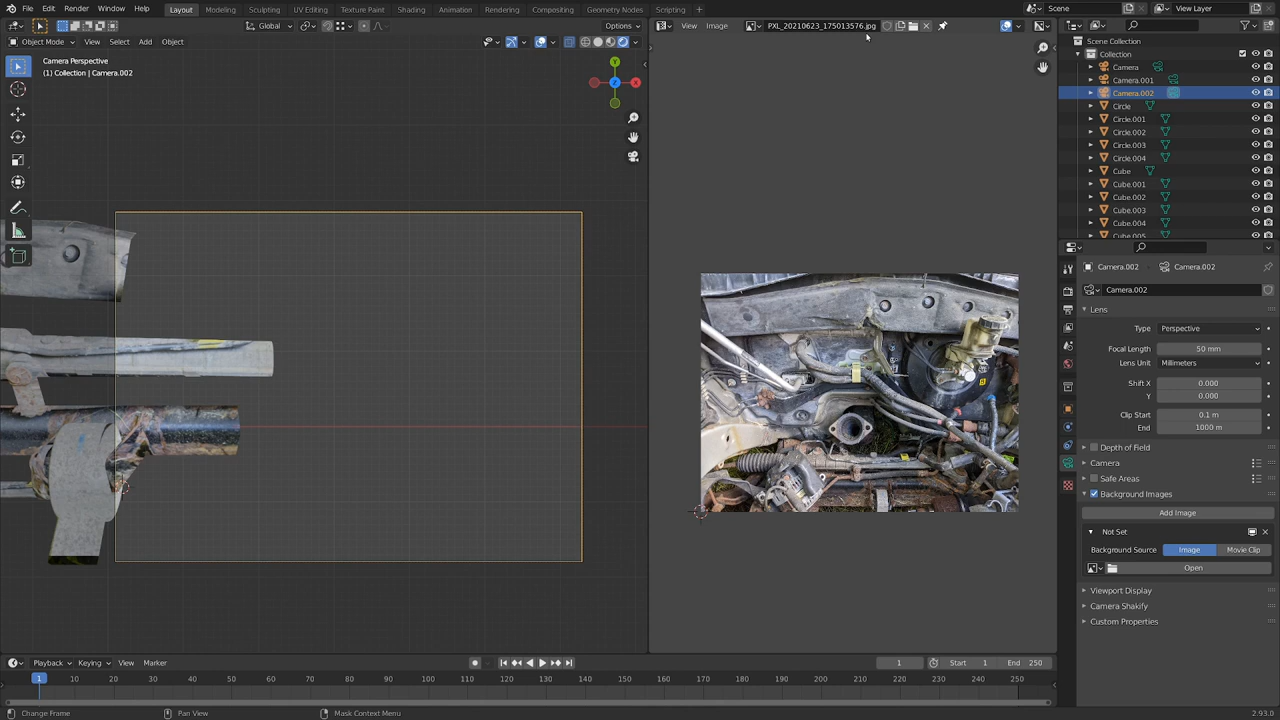 File Edit Render Window Help Layout Modeling Sculpting UV Editing Texture Paint Shading Animation Rendering Compositing Geometry Nodes Scripting + Scene View Layer
Global Options
View Image PXL_20210623_175013576.jpg
Object Mode View Select Add Object
Camera Perspective
(1) Collection | Camera.002
Y
Z
X
Scene Collection
Collection
Camera
Camera.001
Camera.002
Circle
Circle.001
Circle.002
Circle.003
Circle.004
Cube
Cube.001
Cube.002
Cube.003
Cube.004
Cube.005
Camera.002 Camera.002
Camera.002
Lens
Type Perspective
Focal Length 50 mm
Lens Unit Millimeters
Shift X 0.000
Y 0.000
Clip Start 0.1 m
End 1000 m
Depth of Field
Camera
Safe Areas
Background Images
Add Image
Not Set
Background Source Image Movie Clip
Open
Viewport Display
Camera Shakify
Custom Properties
Playback Keying View Marker 1 Start 1 End 250
1 10 20 30 40 50 60 70 80 90 100 110 120 130 140 150 160 170 180 190 200 210 220 230 240 250
Change Frame Pan View Mask Context Menu 2.93.0